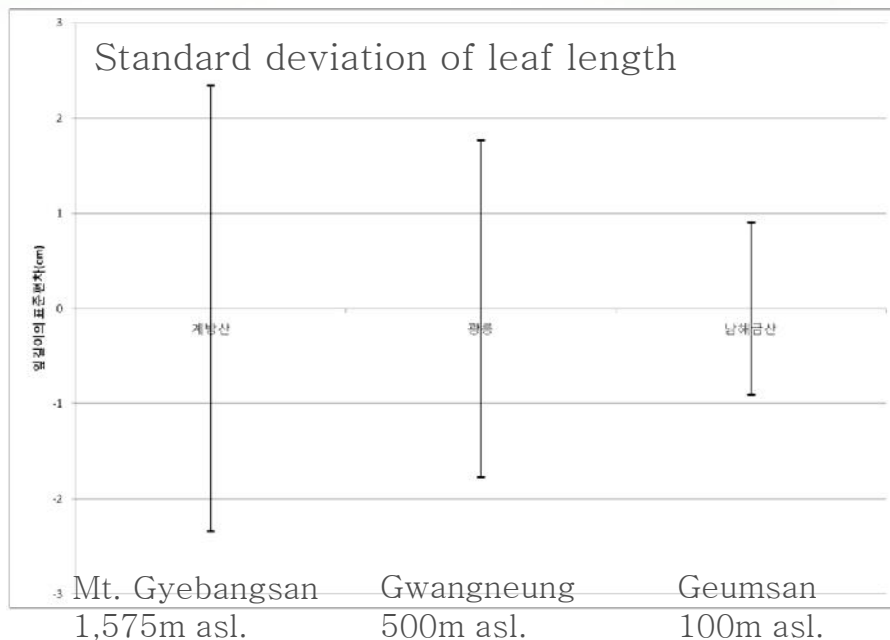 3
Standard deviation of leaf length
2
1
잎길이의 표준편차(cm)
0
계방산 광릉 남해금산
-1
-2
-3
Mt. Gyebangsan Gwangneung Geumsan
1,575m asl. 500m asl. 100m asl.